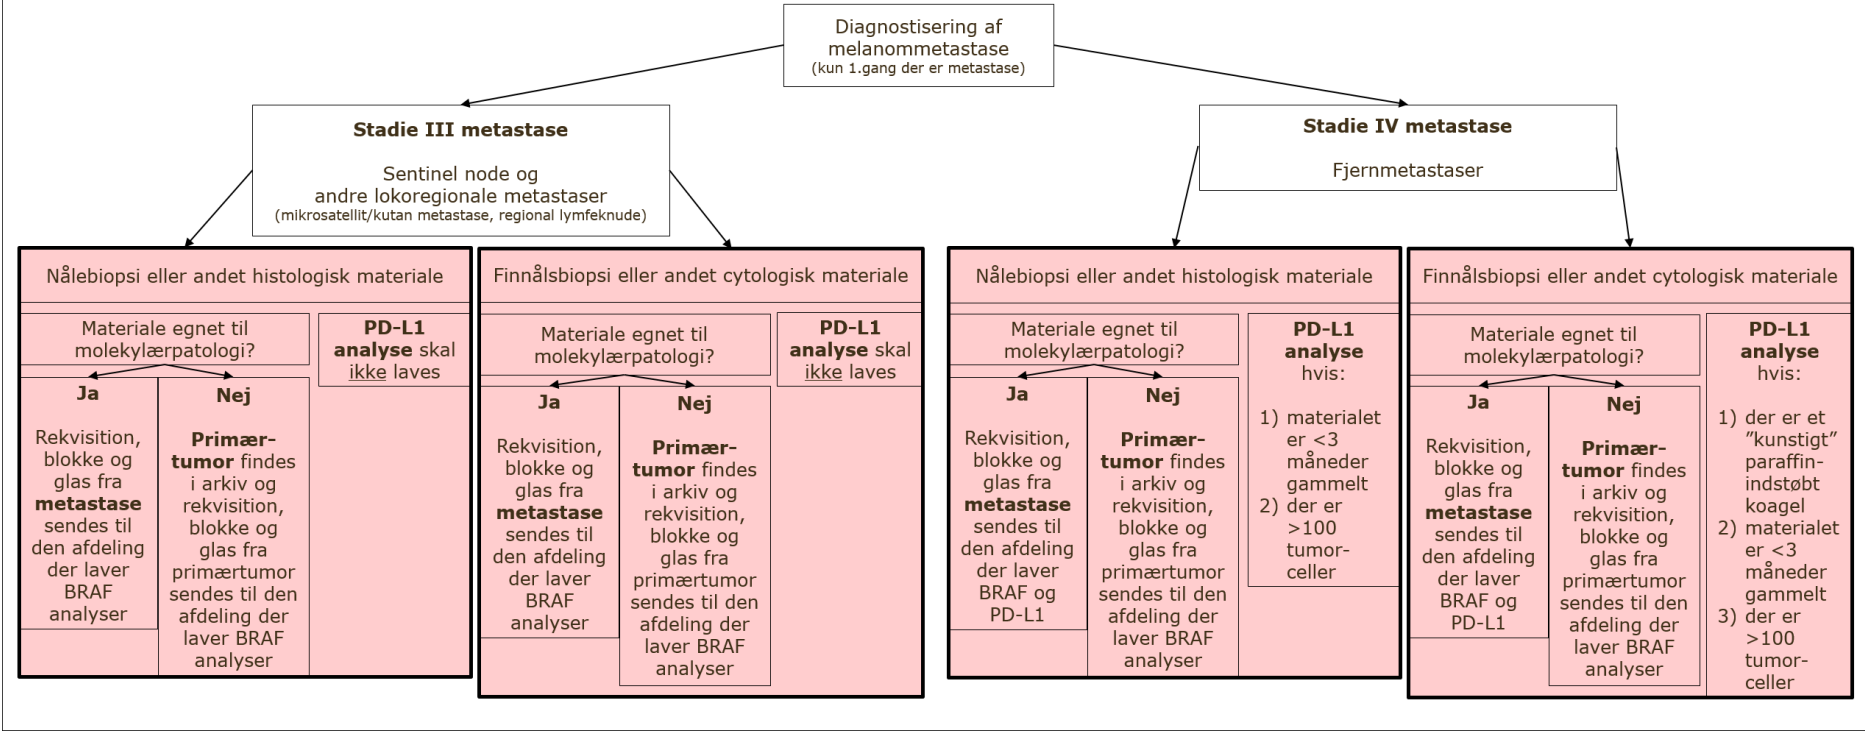 Diagnostisering af
melanommetastase
(kun 1.gang der er metastase)
Stadie III metastase
Sentinel node og
andre lokoregionale metastaser
(mikrosatellit/kutan metastase, regional lymfeknude)
Stadie IV metastase
Fjernmetastaser
Nålebiopsi eller andet histologisk materiale
Materiale egnet til
molekylærpatologi?
PD-L1
analyse skal
ikke laves
Ja
Rekvisition,
blokke og
glas fra
metastase
sendes til
den afdeling
der laver
BRAF
analyser
Nej
Primær-
tumor findes
i arkiv og
rekvisition,
blokke og
glas fra
primærtumor
sendes til den
afdeling der
laver BRAF
analyser
Finnålsbiopsi eller andet cytologisk materiale
Materiale egnet til
molekylærpatologi?
PD-L1
analyse skal
ikke laves
Ja
Rekvisition,
blokke og
glas fra
metastase
sendes til
den afdeling
der laver
BRAF
analyser
Nej
Primær-
tumor findes
i arkiv og
rekvisition,
blokke og
glas fra
primærtumor
sendes til den
afdeling der
laver BRAF
analyser
Nålebiopsi eller andet histologisk materiale
Materiale egnet til
molekylærpatologi?
Ja
Rekvisition,
blokke og
glas fra
metastase
sendes til
den afdeling
der laver
BRAF og
PD-L1
Nej
Primær-
tumor findes
i arkiv og
rekvisition,
blokke og
glas fra
primærtumor
sendes til den
afdeling der
laver BRAF
analyser
PD-L1
analyse
hvis:
1) materialet
er <3
måneder
gammelt
2) der er
>100
tumor-
celler
Finnålsbiopsi eller andet cytologisk materiale
Materiale egnet til
molekylærpatologi?
Ja
Rekvisition,
blokke og
glas fra
metastase
sendes til
den afdeling
der laver
BRAF og
PD-L1
Nej
Primær-
tumor findes
i arkiv og
rekvisition,
blokke og
glas fra
primærtumor
sendes til den
afdeling der
laver BRAF
analyser
PD-L1
analyse
hvis:
1) der er et
”kunstigt”
paraffin-
indstøbt
koagel
2) materialet
er <3
måneder
gammelt
3) der er
>100
tumor-
celler